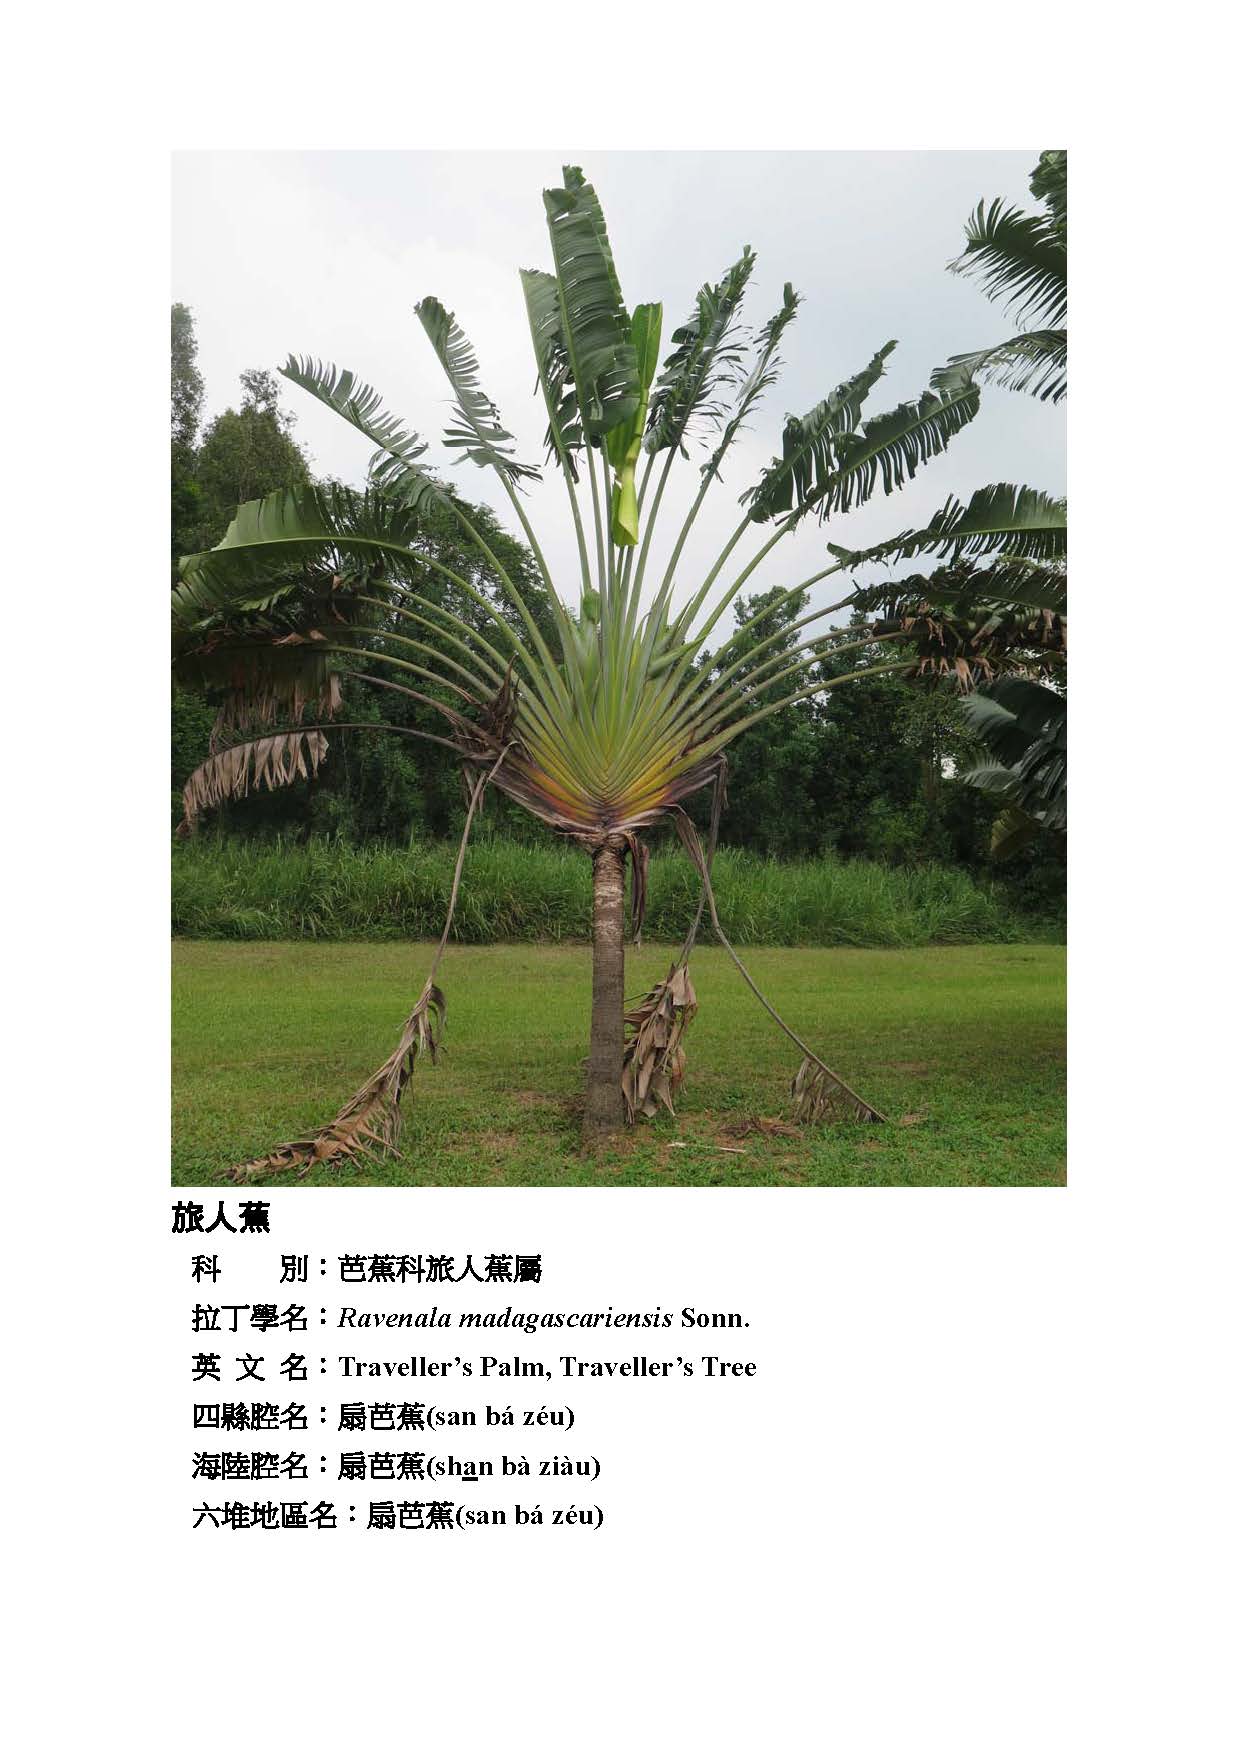 旅人蕉
科　　別：芭蕉科旅人蕉屬
拉丁學名：Ravenala madagascariensis Sonn.
英 文 名：Traveller’s Palm, Traveller’s Tree
四縣腔名：扇芭蕉(san bá zéu)
海陸腔名：扇芭蕉(shan bà ziàu)
六堆地區名：扇芭蕉(san bá zéu)